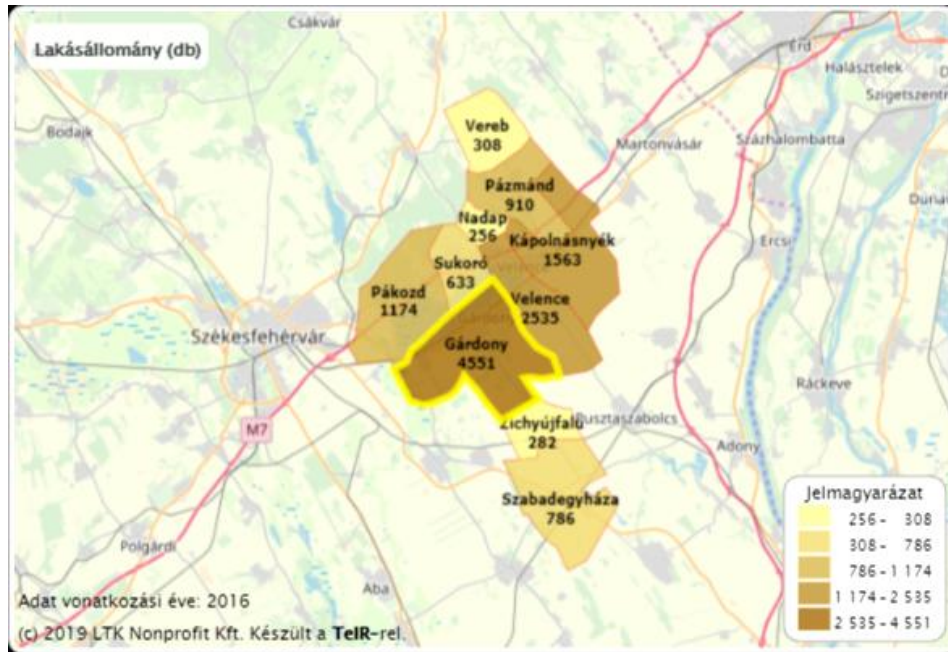 Lakásállomány (db)
Csákvár
Érd
Halásztelek
Szigetszentr
Bodajk
Vereb
308
Martonvásár
Százhalombatta
Pázmánd
910
Nadap
256
Kápolnásnyék
1563
Ercsi
Sukoró
633
Pákozd
1174
Velence
2535
Székesfehérvár
Gárdony
4551
Ráckeve
M7
Zichyújfalu
282
Pusztaszabolcs
Adony
Szabadegyháza
786
Polgárdi
Aba
Jelmagyarázat
256 - 308
308 - 786
786 - 1 174
1 174 - 2 535
2 535 - 4 551
Adat vonatkozási éve: 2016
(c) 2019 LTK Nonprofit Kft. Készült a TeIR-rel.